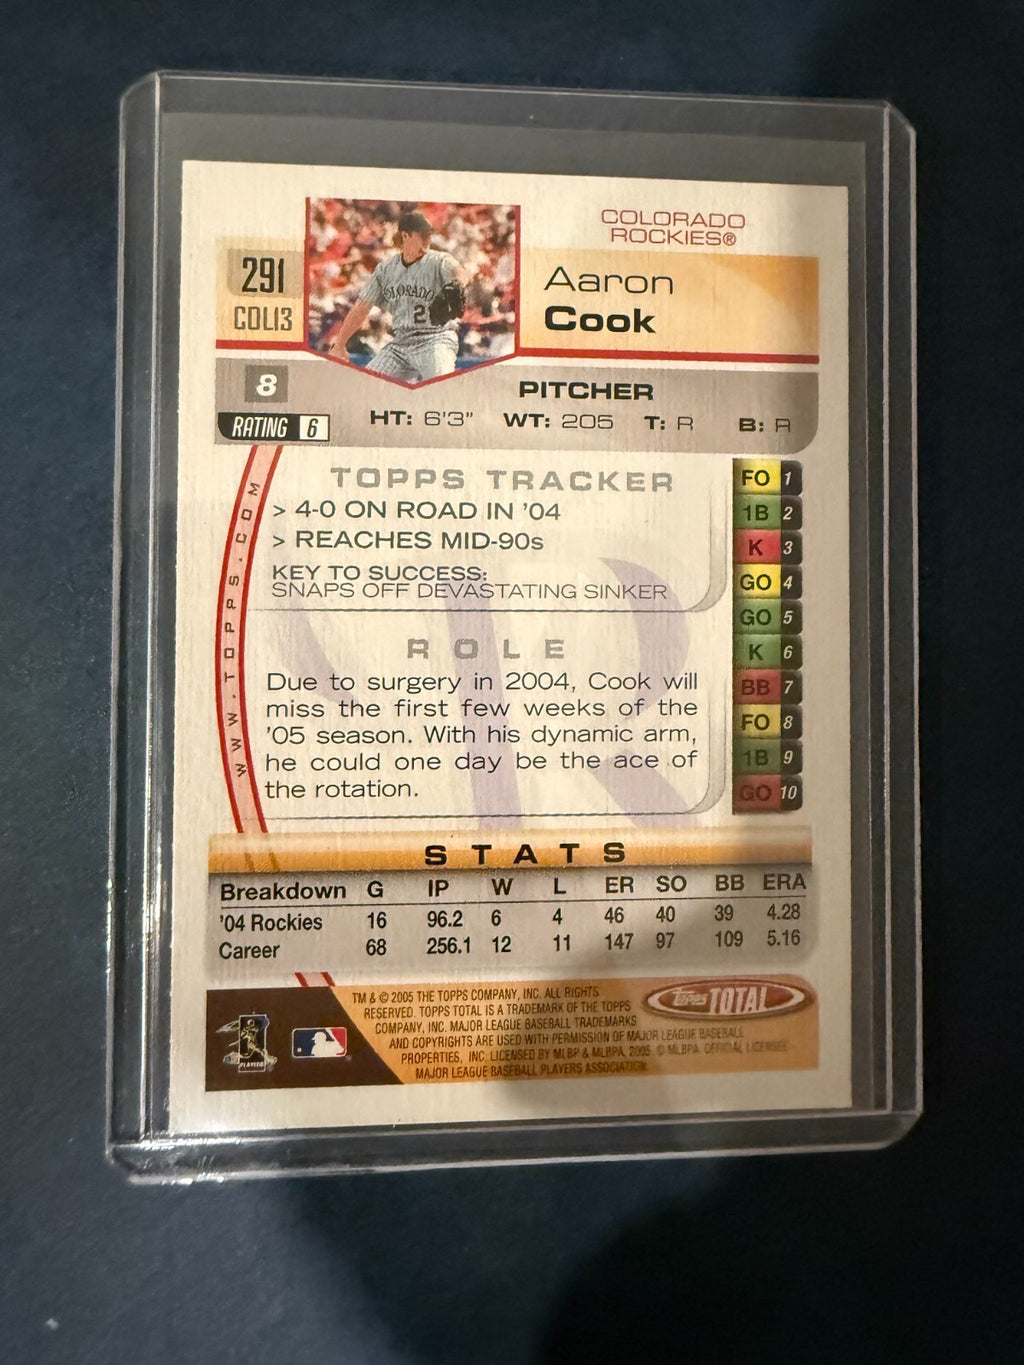 COLORADO
ROCKIES®
291
COL13
COLORADO
2
Aaron
Cook
8
RATING 6
PITCHER
HT: 6'3" WT: 205 T: R B: R
WWW.TOPPS.COM
TOPPS TRACKER
> 4-0 ON ROAD IN '04
> REACHES MID-90s
KEY TO SUCCESS:
SNAPS OFF DEVASTATING SINKER
ROLE
Due to surgery in 2004, Cook will
miss the first few weeks of the
'05 season. With his dynamic arm,
he could one day be the ace of
the rotation.
FO 1
1B 2
K 3
GO 4
GO 5
K 6
BB 7
FO 8
1B 9
GO 10
STATS
Breakdown G IP W L ER SO BB ERA
'04 Rockies 16 96.2 6 4 46 40 39 4.28
Career 68 256.1 12 11 147 97 109 5.16
TM & © 2005 THE TOPPS COMPANY, INC. ALL RIGHTS
RESERVED. TOPPS TOTAL IS A TRADEMARK OF THE TOPPS
COMPANY, INC. MAJOR LEAGUE BASEBALL TRADEMARKS
AND COPYRIGHTS ARE USED WITH PERMISSION OF MAJOR LEAGUE BASEBALL
PROPERTIES, INC. LICENSED BY MLBP & MLBPA, 2005. © MLBPA. OFFICIAL LICENSEE
MAJOR LEAGUE BASEBALL PLAYERS ASSOCIATION
Topps TOTAL
PLAYERS